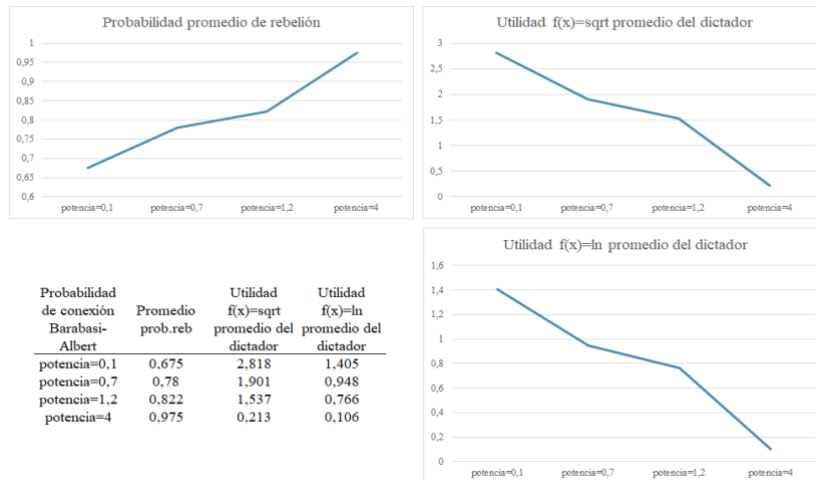 Probabilidad promedio de rebelión
1
0,95
0,9
0,85
0,8
0,75
0,7
0,65
0,6
potencia=0,1 potencia=0,7 potencia=1,2 potencia=4
Utilidad f(x)=sqrt promedio del dictador
3
2,5
2
1,5
1
0,5
0
potencia=0,1 potencia=0,7 potencia=1,2 potencia=4
Probabilidad de conexión Barabasi-Albert Promedio prob.reb Utilidad f(x)=sqrt promedio del dictador Utilidad f(x)=ln promedio del dictador
potencia=0,1 0,675 2,818 1,405
potencia=0,7 0,78 1,901 0,948
potencia=1,2 0,822 1,537 0,766
potencia=4 0,975 0,213 0,106
Utilidad f(x)=ln promedio del dictador
1,6
1,4
1,2
1
0,8
0,6
0,4
0,2
0
potencia=0,1 potencia=0,7 potencia=1,2 potencia=4